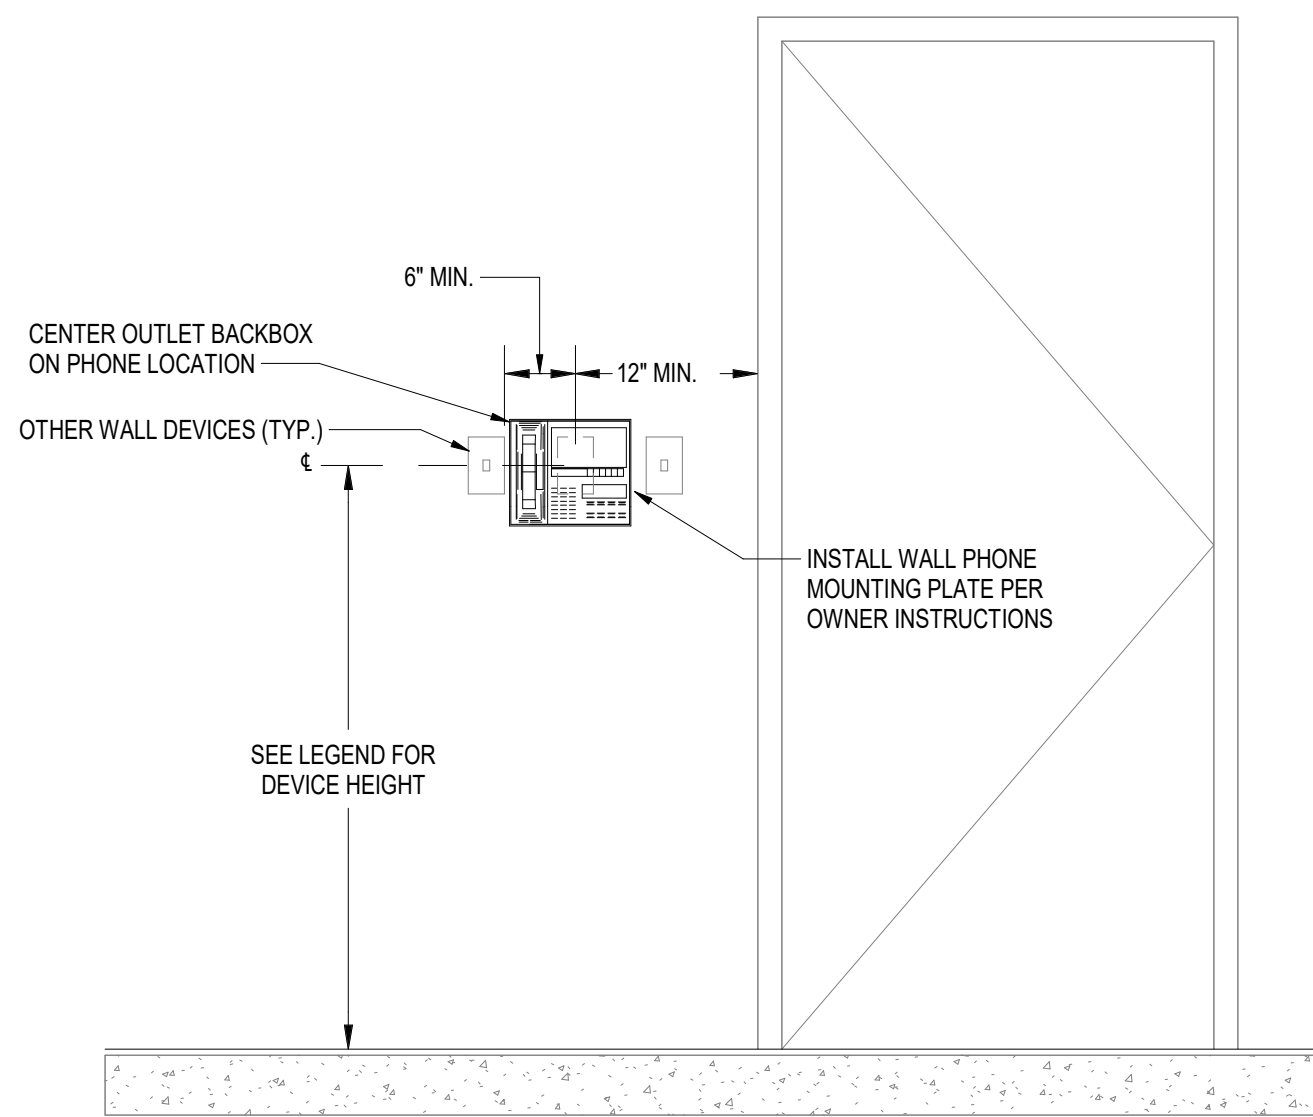 6" MIN.
CENTER OUTLET BACKBOX
ON PHONE LOCATION
12" MIN.
OTHER WALL DEVICES (TYP.)
℄
INSTALL WALL PHONE
MOUNTING PLATE PER
OWNER INSTRUCTIONS
SEE LEGEND FOR
DEVICE HEIGHT